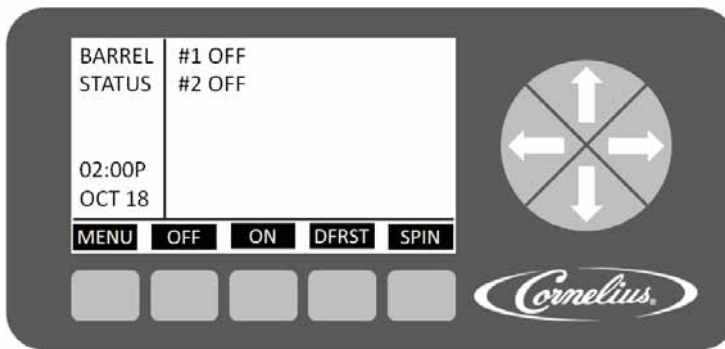 BARREL #1 OFF
STATUS #2 OFF
02:00P
OCT 18
MENU OFF ON DFRST SPIN
Cornelius.